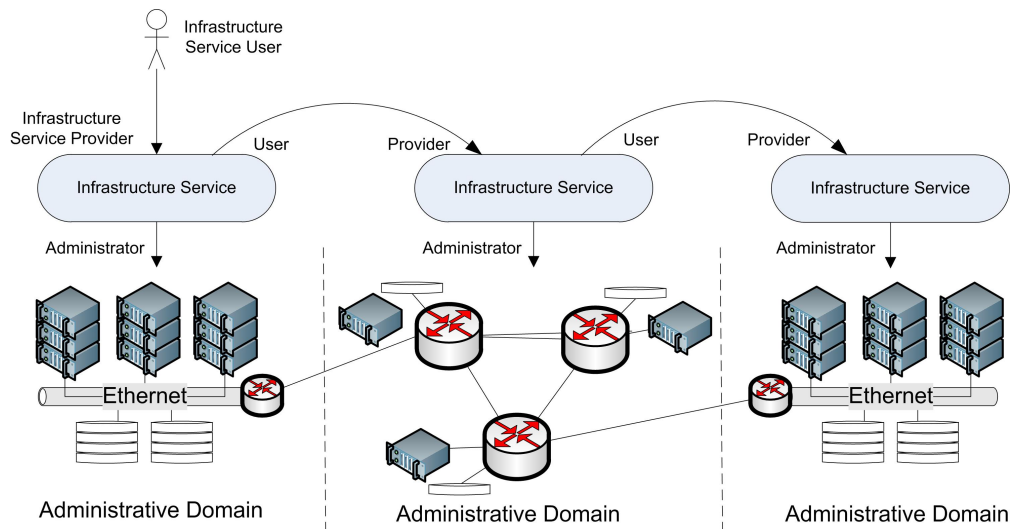 Infrastructure
Service User
Infrastructure
Service Provider
User
Provider
User
Provider
Infrastructure Service
Infrastructure Service
Infrastructure Service
Administrator
Administrator
Administrator
Ethernet
Ethernet
Administrative Domain
Administrative Domain
Administrative Domain